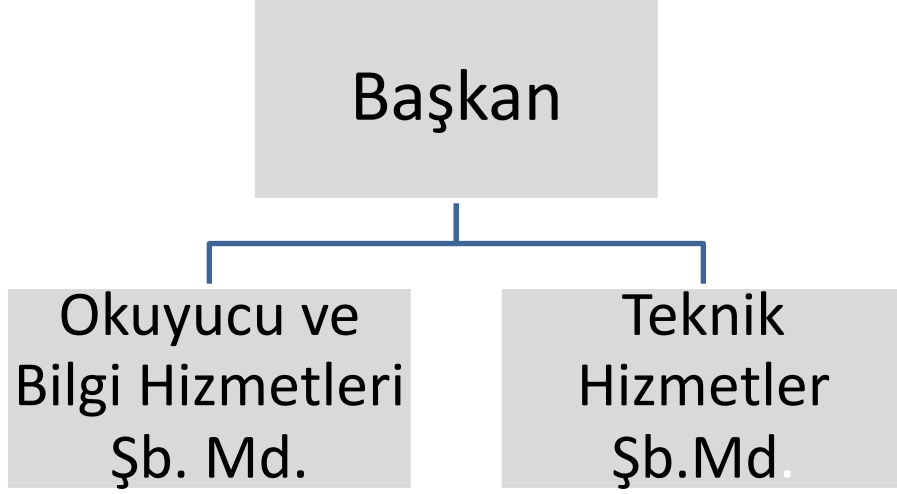 Başkan
Okuyucu ve
Bilgi Hizmetleri
Şb. Md.
Teknik
Hizmetler
Şb.Md.